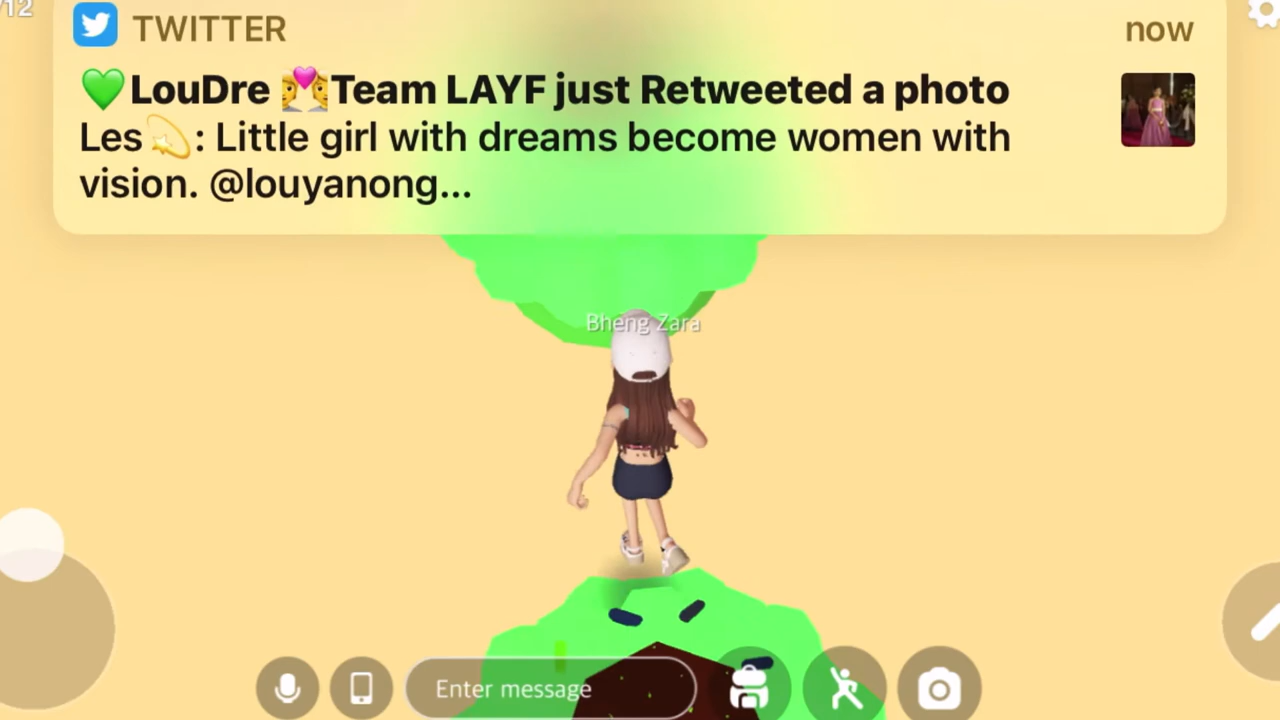 /12
TWITTER
now
💚LouDre 👩‍❤️‍👨Team LAYF just Retweeted a photo
Les💫: Little girl with dreams become women with
vision. @louyanong...
Bheng Zara
Enter message